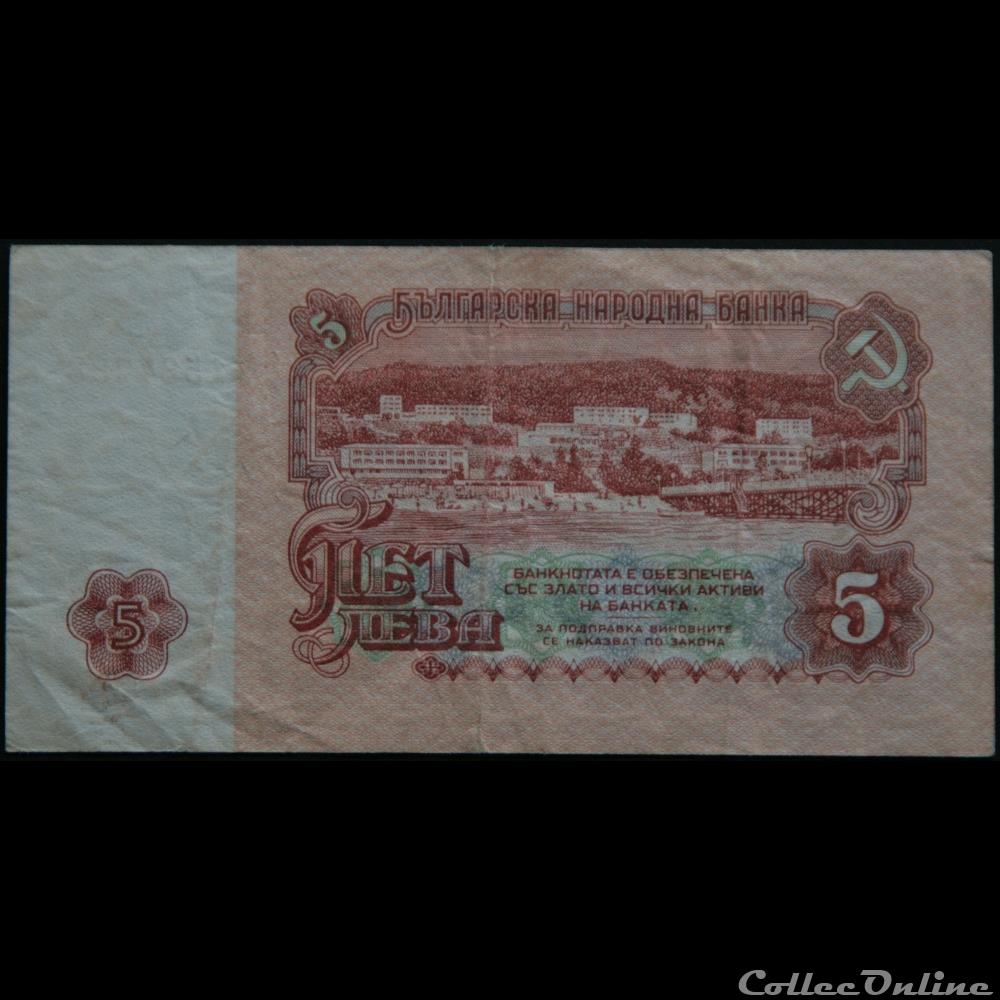 5
БЪЛГАРСКА НАРОДНА БАНКА
ПЕТ
ЛЕВА
БАНКНОТАТА Е ОБЕЗПЕЧЕНА
СЪС ЗЛАТО И ВСИЧКИ АКТИВИ
НА БАНКАТА.
ЗА ПОДПРАВКА ВИНОВНИТЕ
СЕ НАКАЗВАТ ПО ЗАКОНА
5
5
ColleeOnline